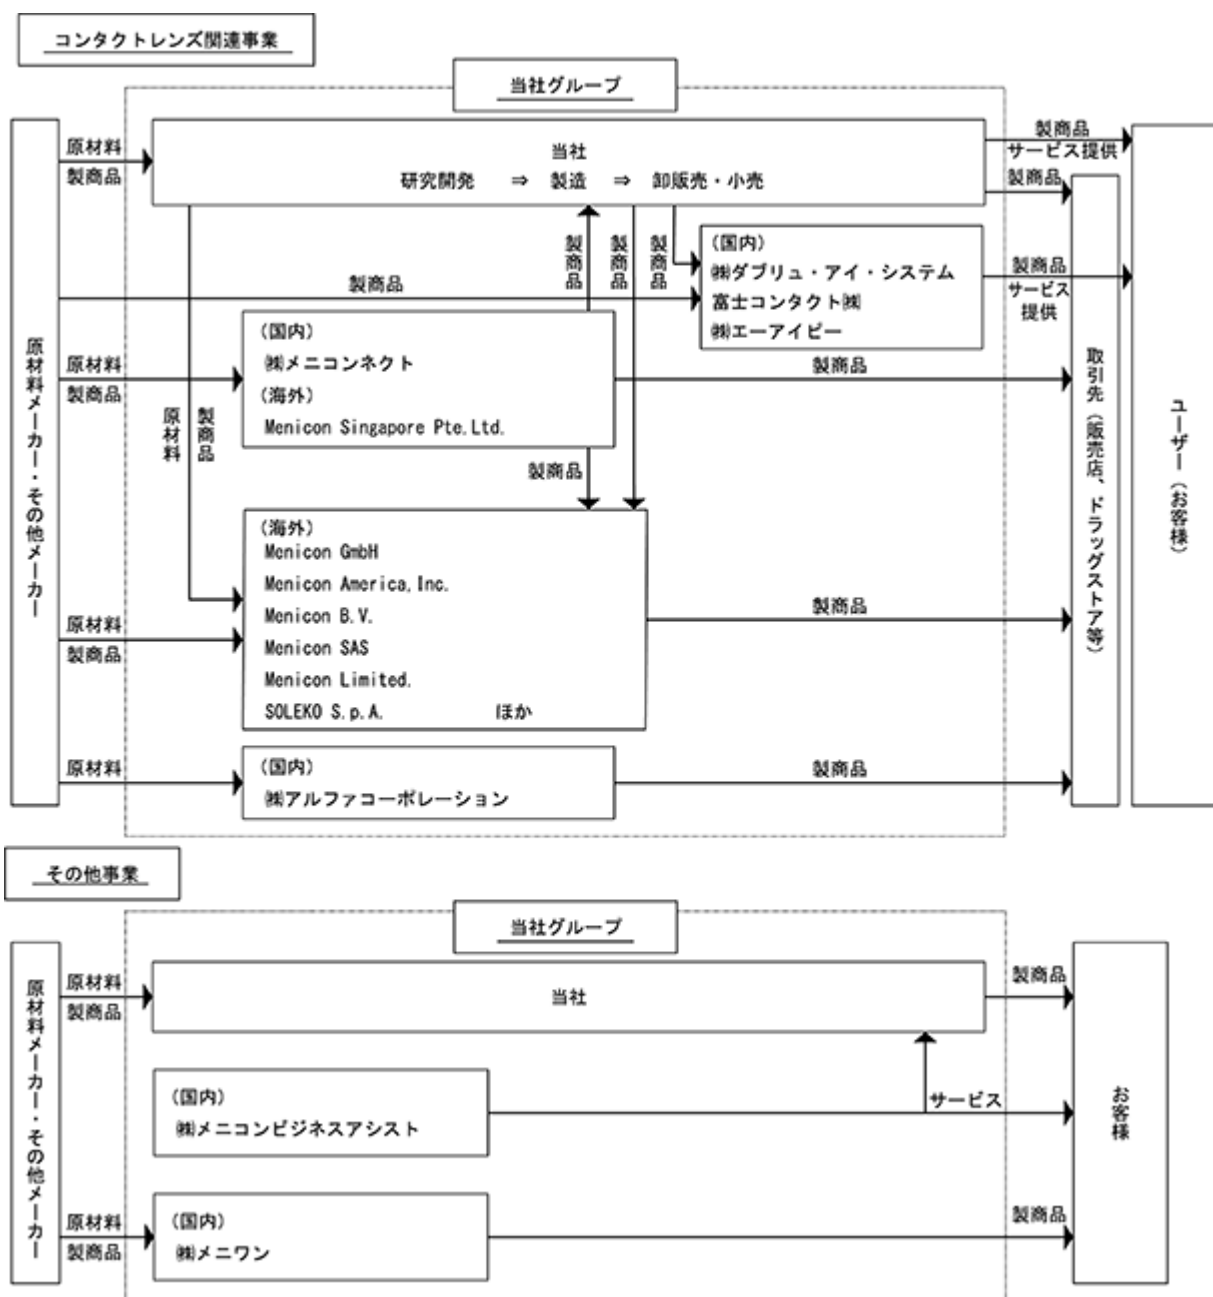 コンタクトレンズ関連事業
当社グループ
原材料メーカー・その他メーカー
原材料
製商品
当社
研究開発 ⇒ 製造 ⇒ 卸販売・小売
製商品
サービス提供
製商品
製商品
製商品
製商品
(国内)
㈱ダブリュ・アイ・システム
富士コンタクト㈱
㈱エーアイピー
製商品
サービス
提供
製商品
原材料
製商品
(国内)
㈱メニコンネクト
(海外)
Menicon Singapore Pte.Ltd.
製商品
原材料
製商品
製商品
(海外)
Menicon GmbH
Menicon America,Inc.
Menicon B.V.
Menicon SAS
Menicon Limited.
SOLEKO S.p.A. ほか
原材料
製商品
製商品
原材料
(国内)
㈱アルファコーポレーション
製商品
取引先(販売店、ドラッグストア等)
ユーザー(お客様)
その他事業
当社グループ
原材料メーカー・その他メーカー
原材料
製商品
当社
製商品
(国内)
㈱メニコンビジネスアシスト
サービス
原材料
製商品
(国内)
㈱メニワン
製商品
お客様